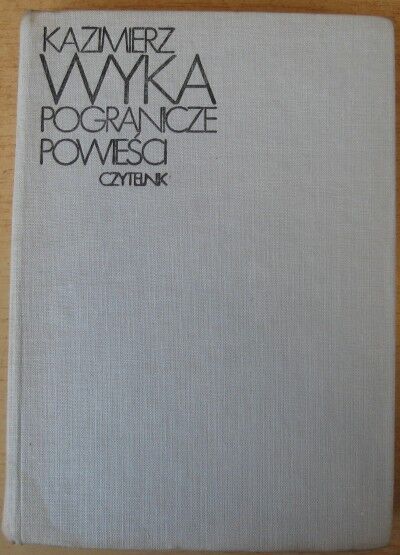 KAZIMIERZ
WYKA
POGRANICZE
POWIEŚCI
CZYTELNIK